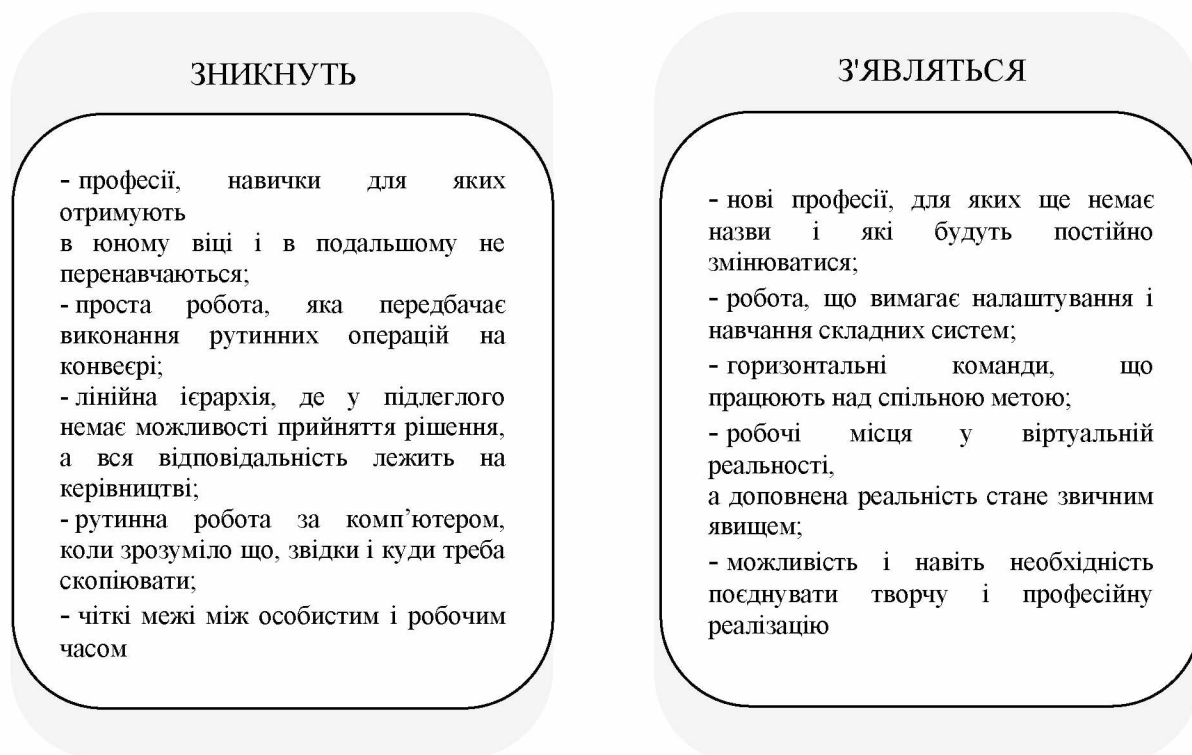 ЗНИКНУТЬ
- професії, навички для яких
отримують
в юному віці і в подальшому не
перенавчаються;
- проста робота, яка передбачає
виконання рутинних операцій на
конвеєрі;
- лінійна ієрархія, де у підлеглого
немає можливості прийняття рішення,
а вся відповідальність лежить на
керівництві;
- рутинна робота за комп’ютером,
коли зрозуміло що, звідки і куди треба
скопіювати;
- чіткі межі між особистим і робочим
часом
З'ЯВЛЯТЬСЯ
- нові професії, для яких ще немає
назви і які будуть постійно
змінюватися;
- робота, що вимагає налаштування і
навчання складних систем;
- горизонтальні команди, що
працюють над спільною метою;
- робочі місця у віртуальній
реальності,
а доповнена реальність стане звичним
явищем;
- можливість і навіть необхідність
поєднувати творчу і професійну
реалізацію